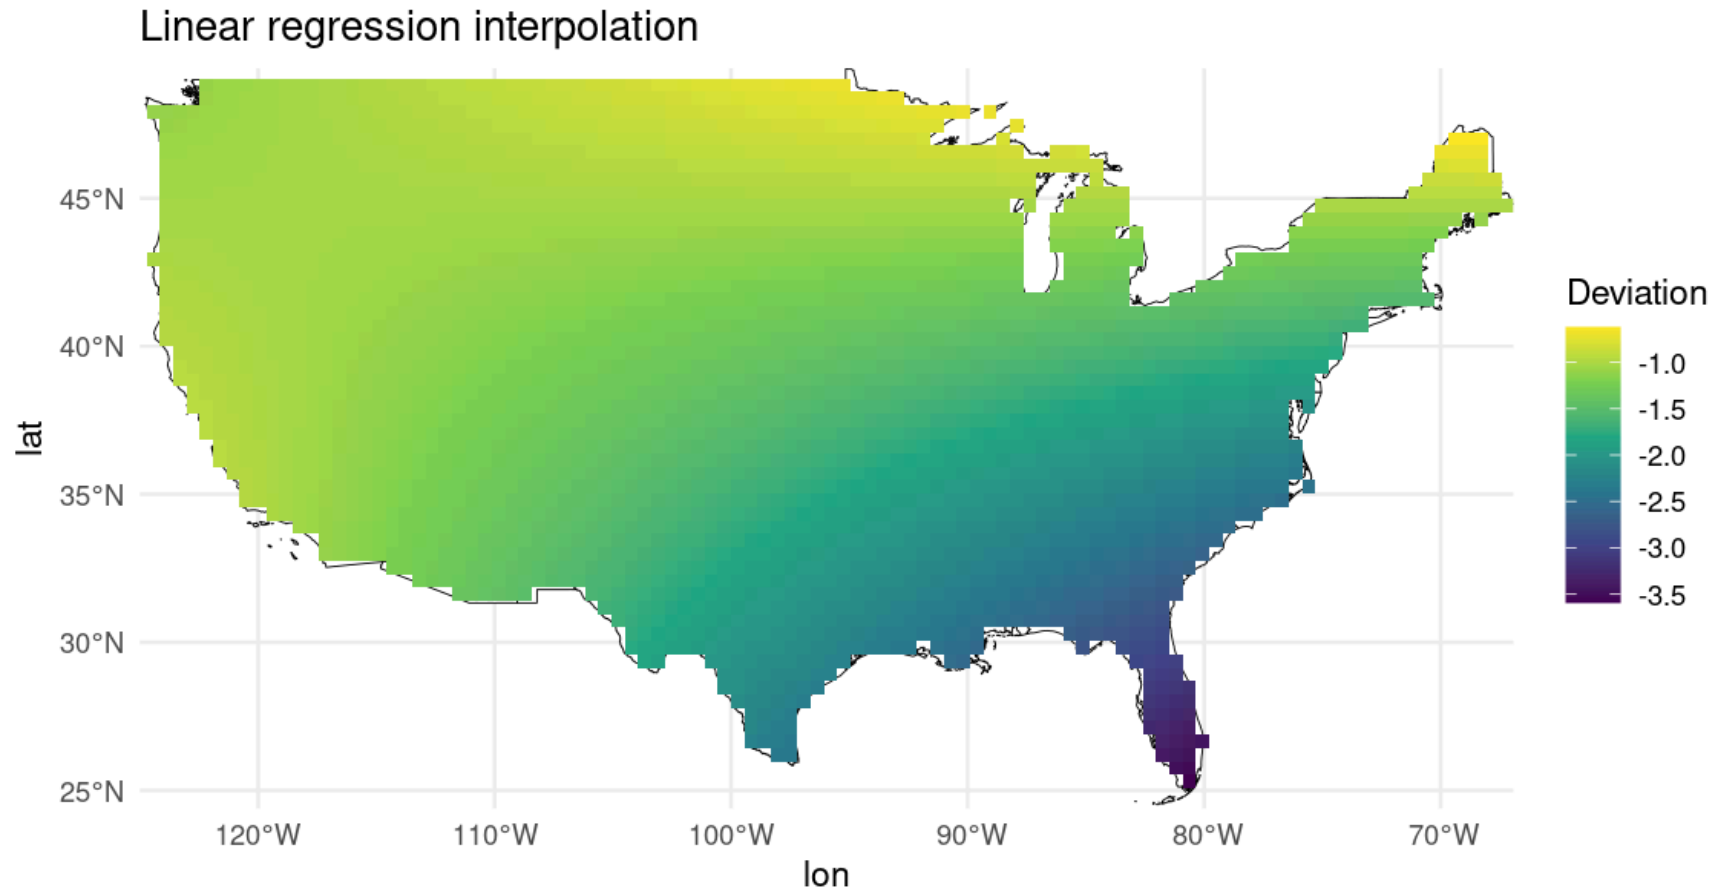 Linear regression interpolation
45°N
40°N
35°N
30°N
25°N
lat
120°W
110°W
100°W
90°W
80°W
70°W
lon
Deviation
-1.0
-1.5
-2.0
-2.5
-3.0
-3.5